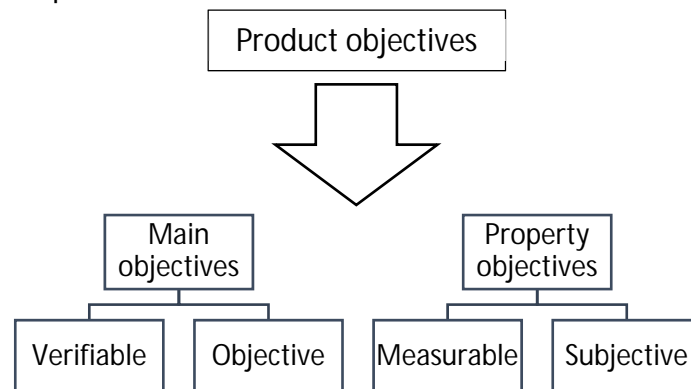 Product objectives
Main
objectives
Property
objectives
Verifiable
Objective
Measurable
Subjective